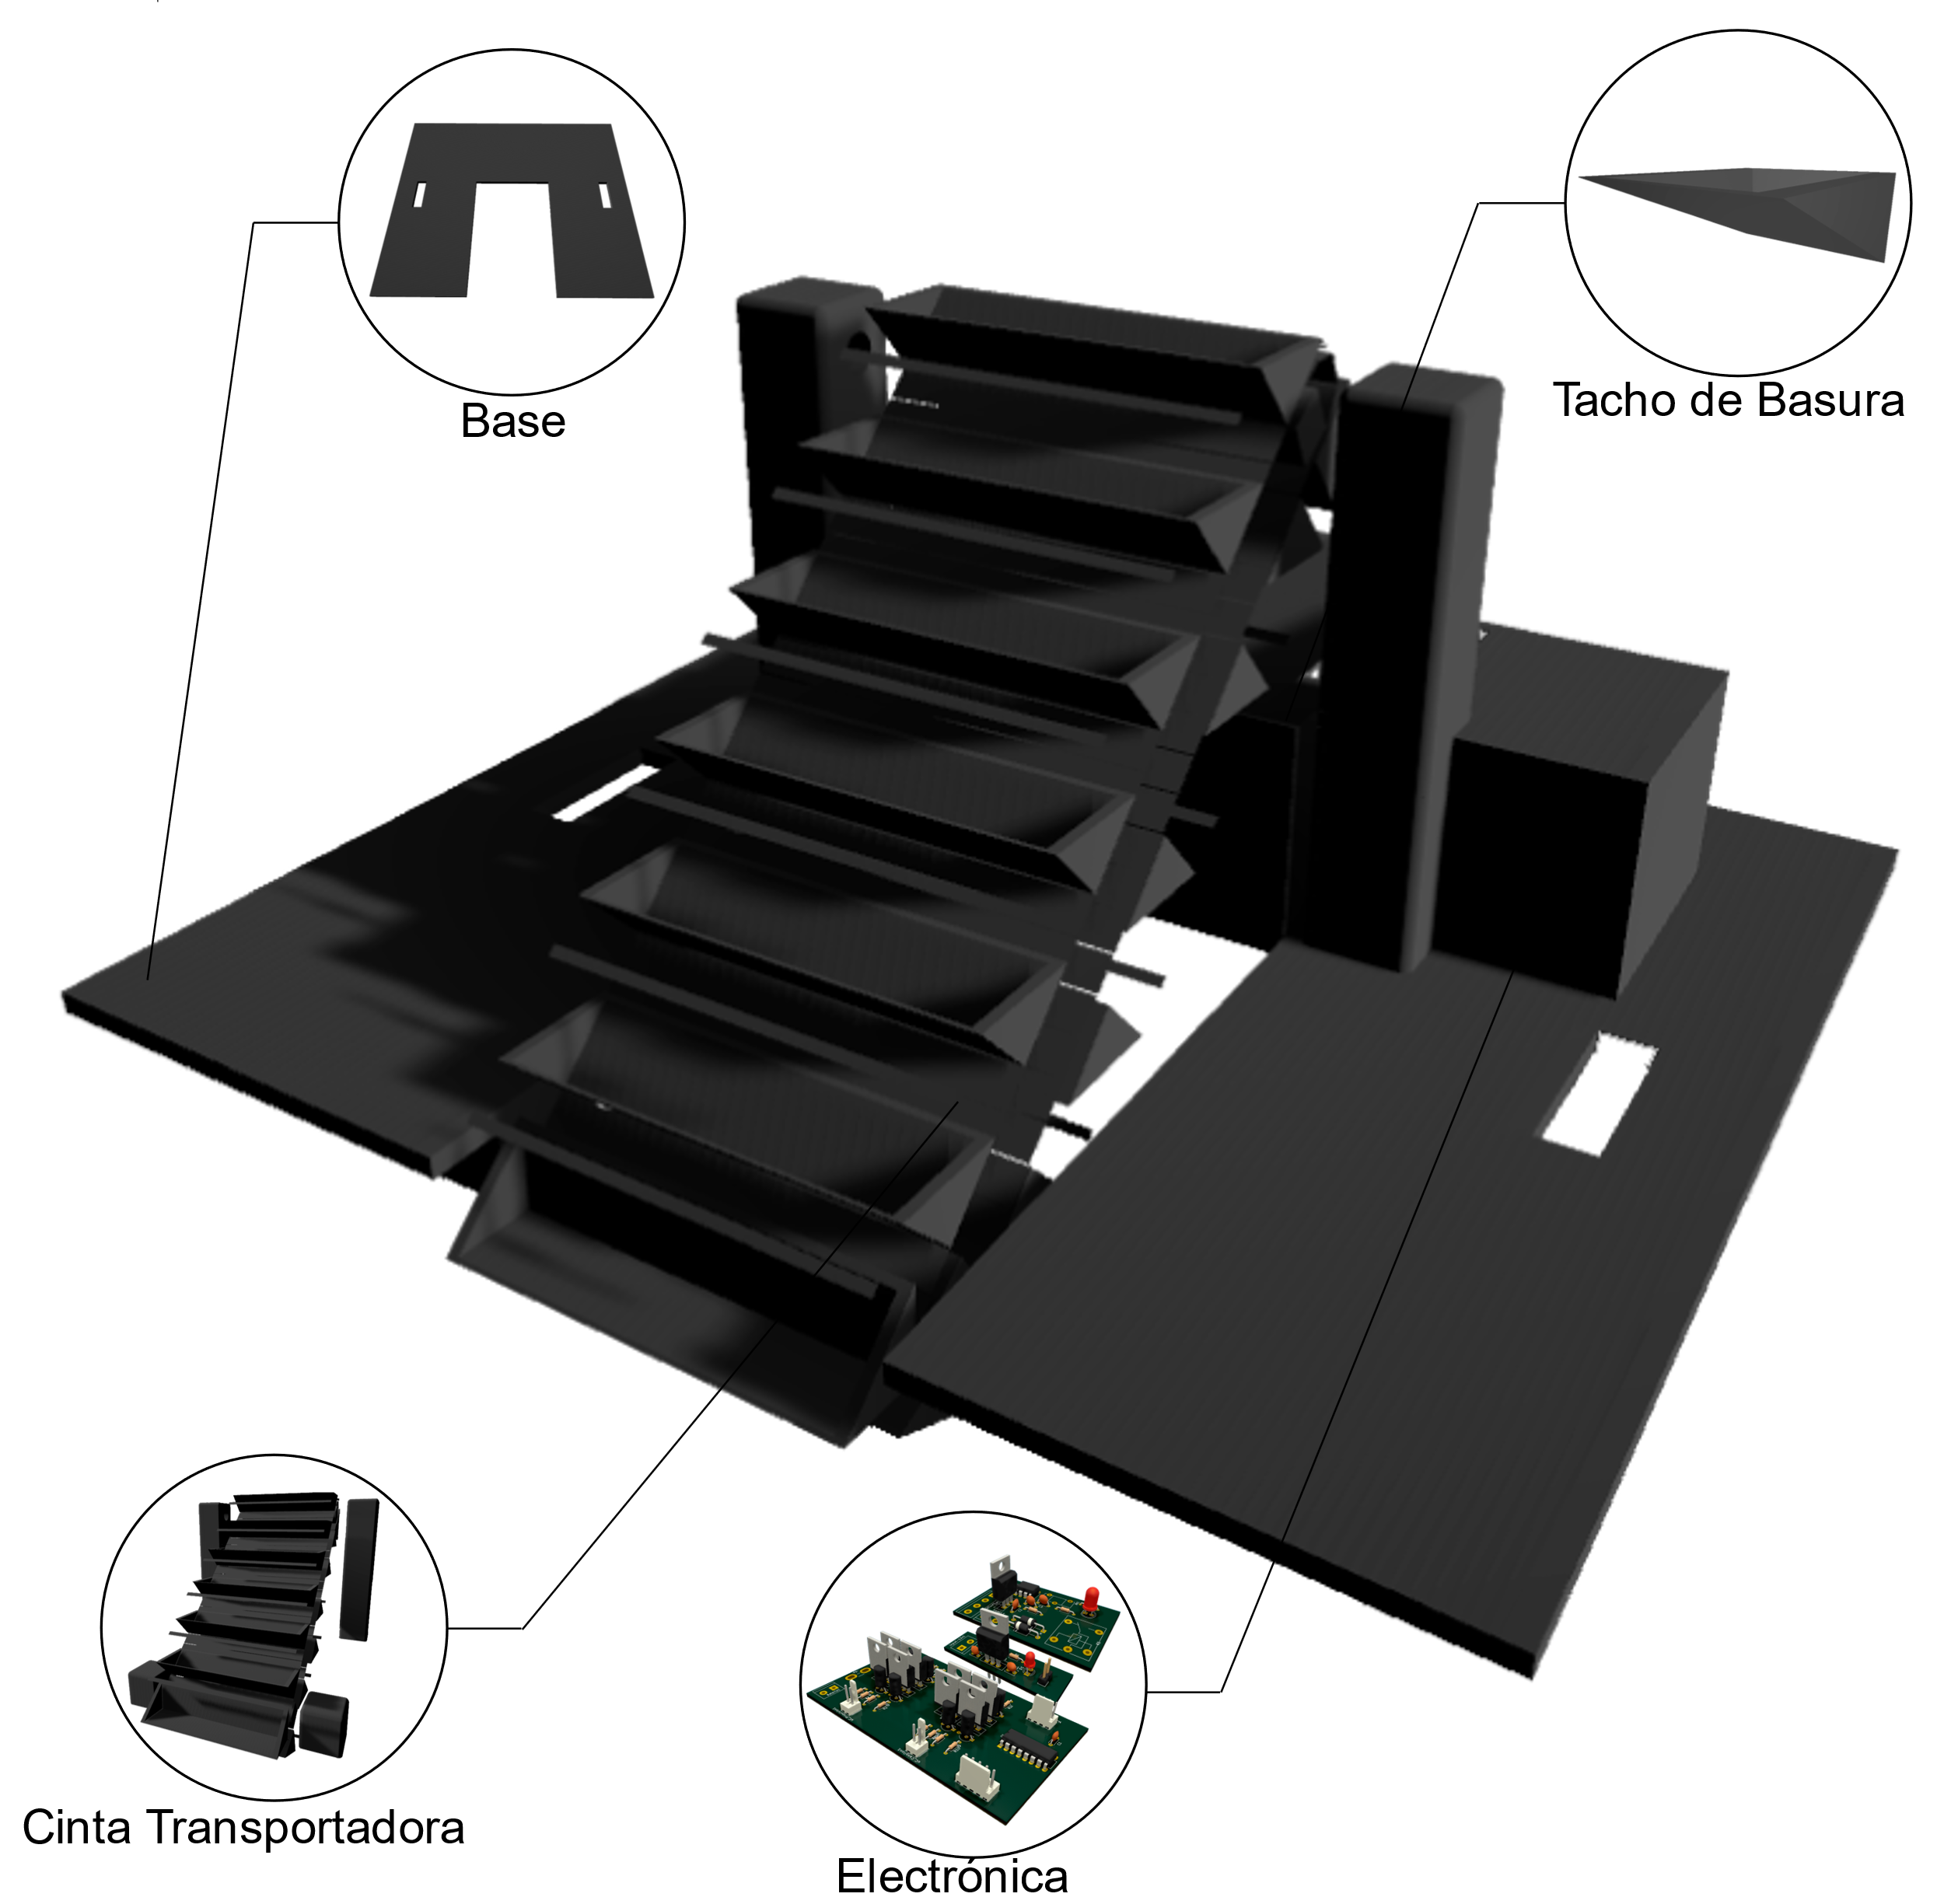 Base
Tacho de Basura
Cinta Transportadora
Electrónica